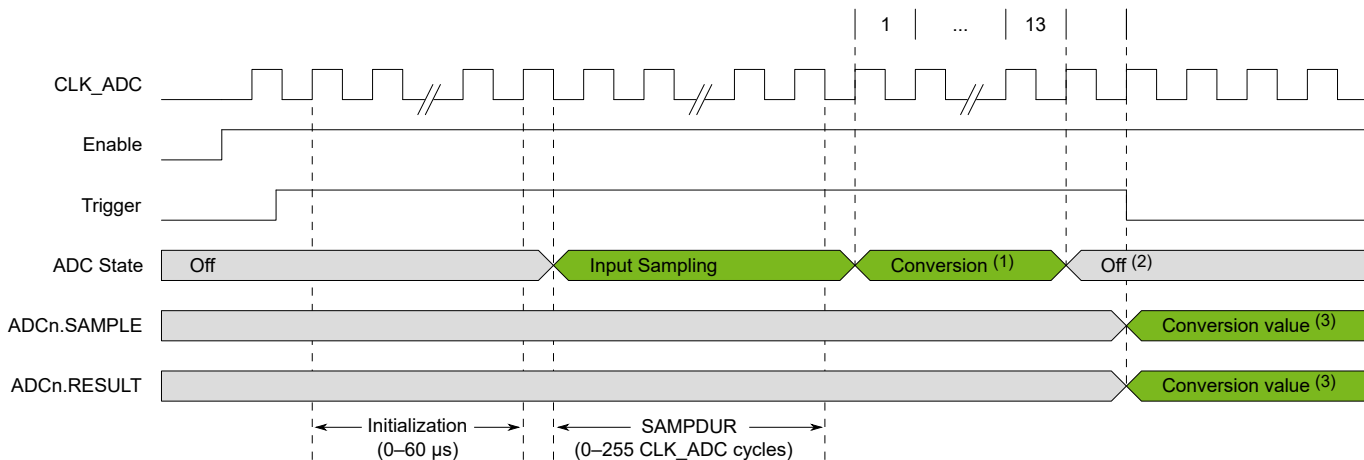 1 ... 13
CLK_ADC
Enable
Trigger
ADC State Off Input Sampling Conversion (1) Off (2)
ADCn.SAMPLE Conversion value (3)
ADCn.RESULT Conversion value (3)
Initialization SAMPDUR
(0–60 µs) (0–255 CLK_ADC cycles)